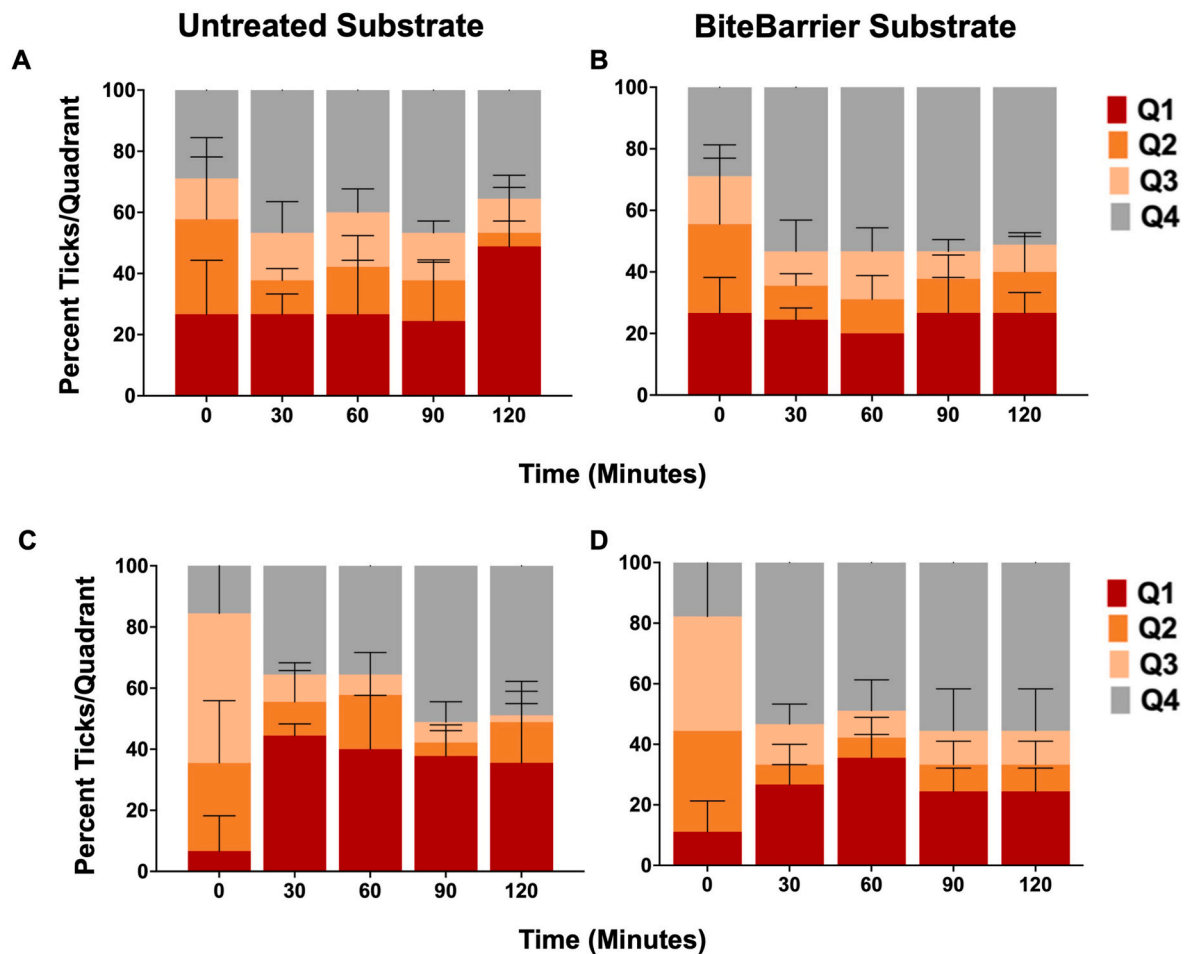 Untreated Substrate
BiteBarrier Substrate
A
B
Percent Ticks/Quadrant
100
80
60
40
20
0
0 30 60 90 120
100
80
60
40
20
0
0 30 60 90 120
Q1
Q2
Q3
Q4
Time (Minutes)
C
D
Percent Ticks/Quadrant
100
80
60
40
20
0
0 30 60 90 120
100
80
60
40
20
0
0 30 60 90 120
Q1
Q2
Q3
Q4
Time (Minutes)